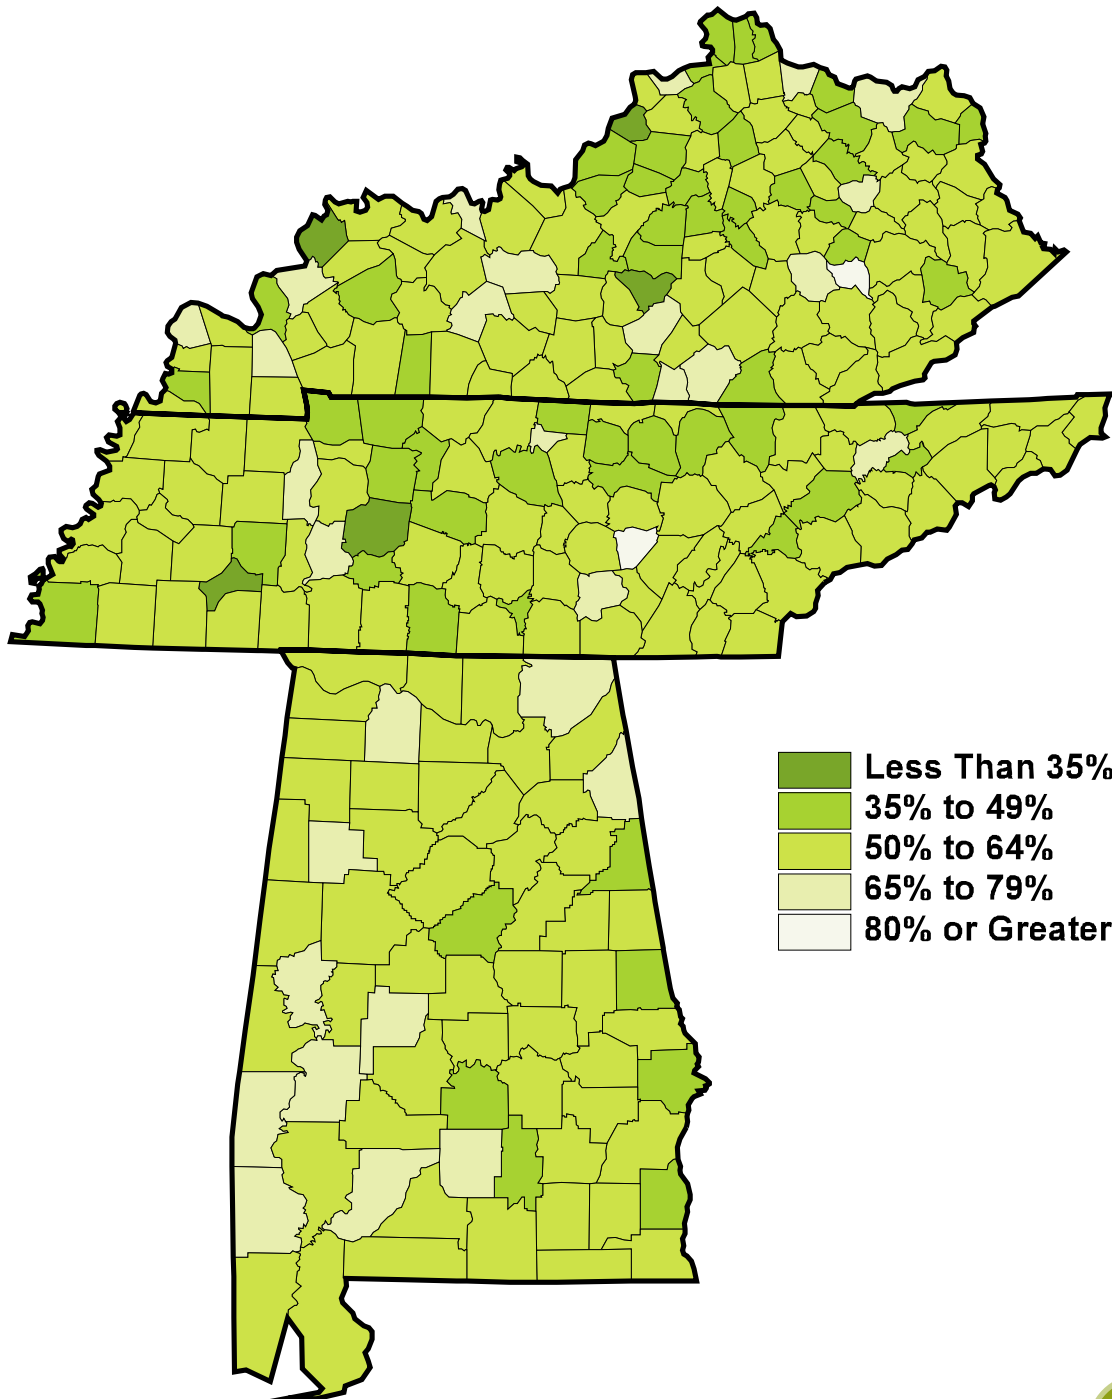 Less Than 35%
35% to 49%
50% to 64%
65% to 79%
80% or Greater